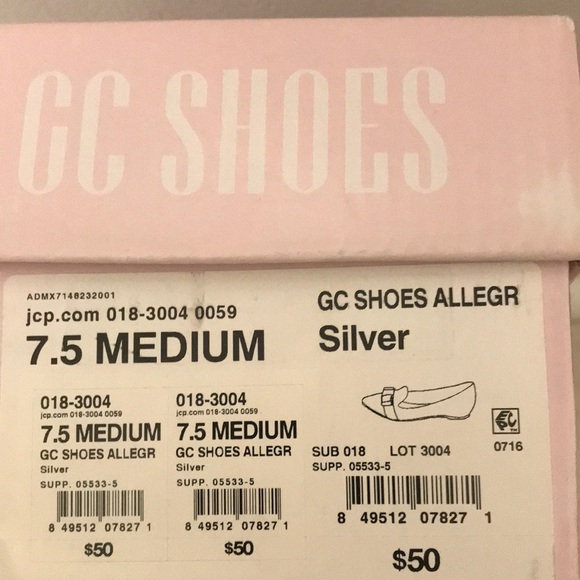 GC SHOES
ADMX7148232001
jcp.com 018-3004 0059
7.5 MEDIUM
GC SHOES ALLEGR
Silver
018-3004
jcp.com 018-3004 0059
7.5 MEDIUM
GC SHOES ALLEGR
Silver
SUPP. 05533-5
8 49512 07827 1
$50
018-3004
jcp.com 018-3004 0059
7.5 MEDIUM
GC SHOES ALLEGR
Silver
SUPP. 05533-5
8 49512 07827 1
$50
SUB 018 LOT 3004
SUPP. 05533-5
0716
8 49512 07827 1
$50